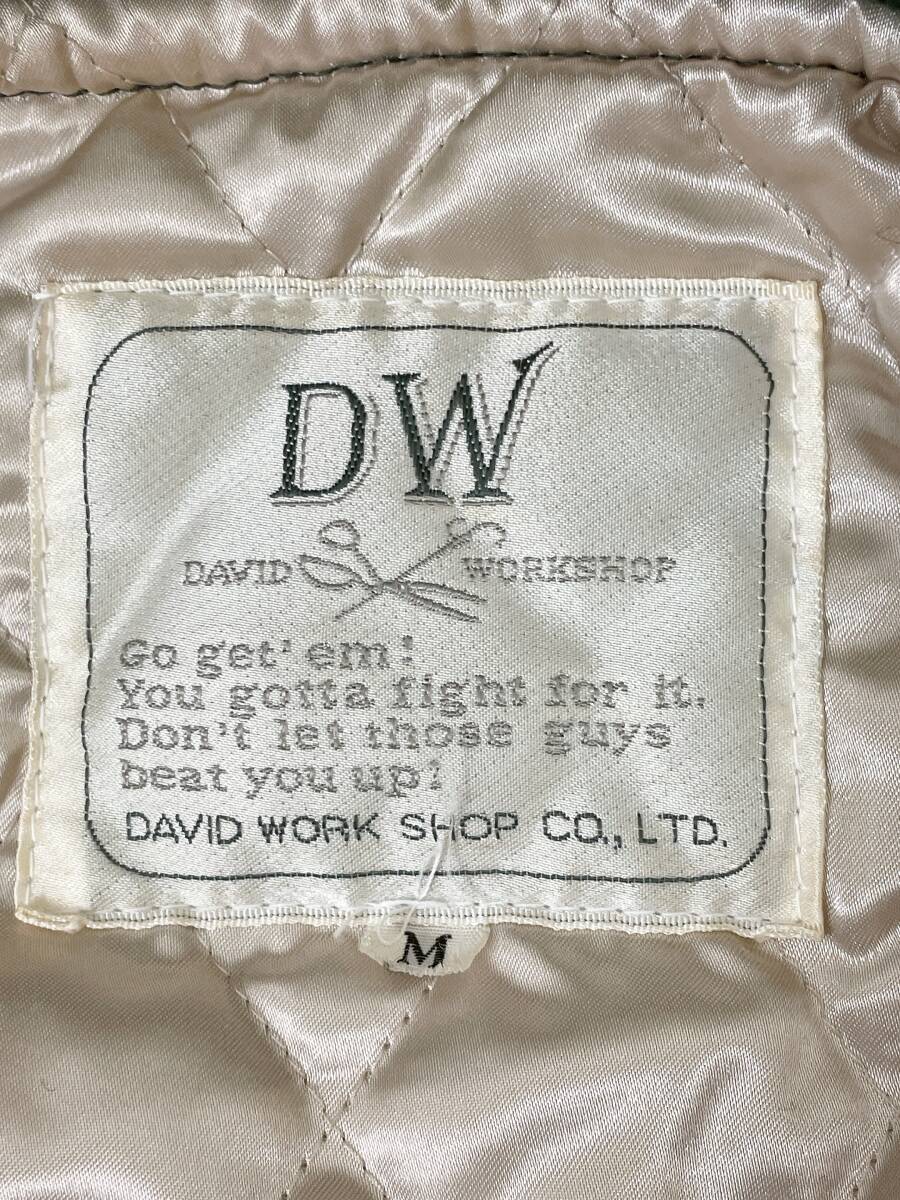 DW
DAVID WORKSHOP
Go get' em!
You gotta fight for it.
Don't let those guys
beat you up!
DAVID WORK SHOP CO., LTD.
M